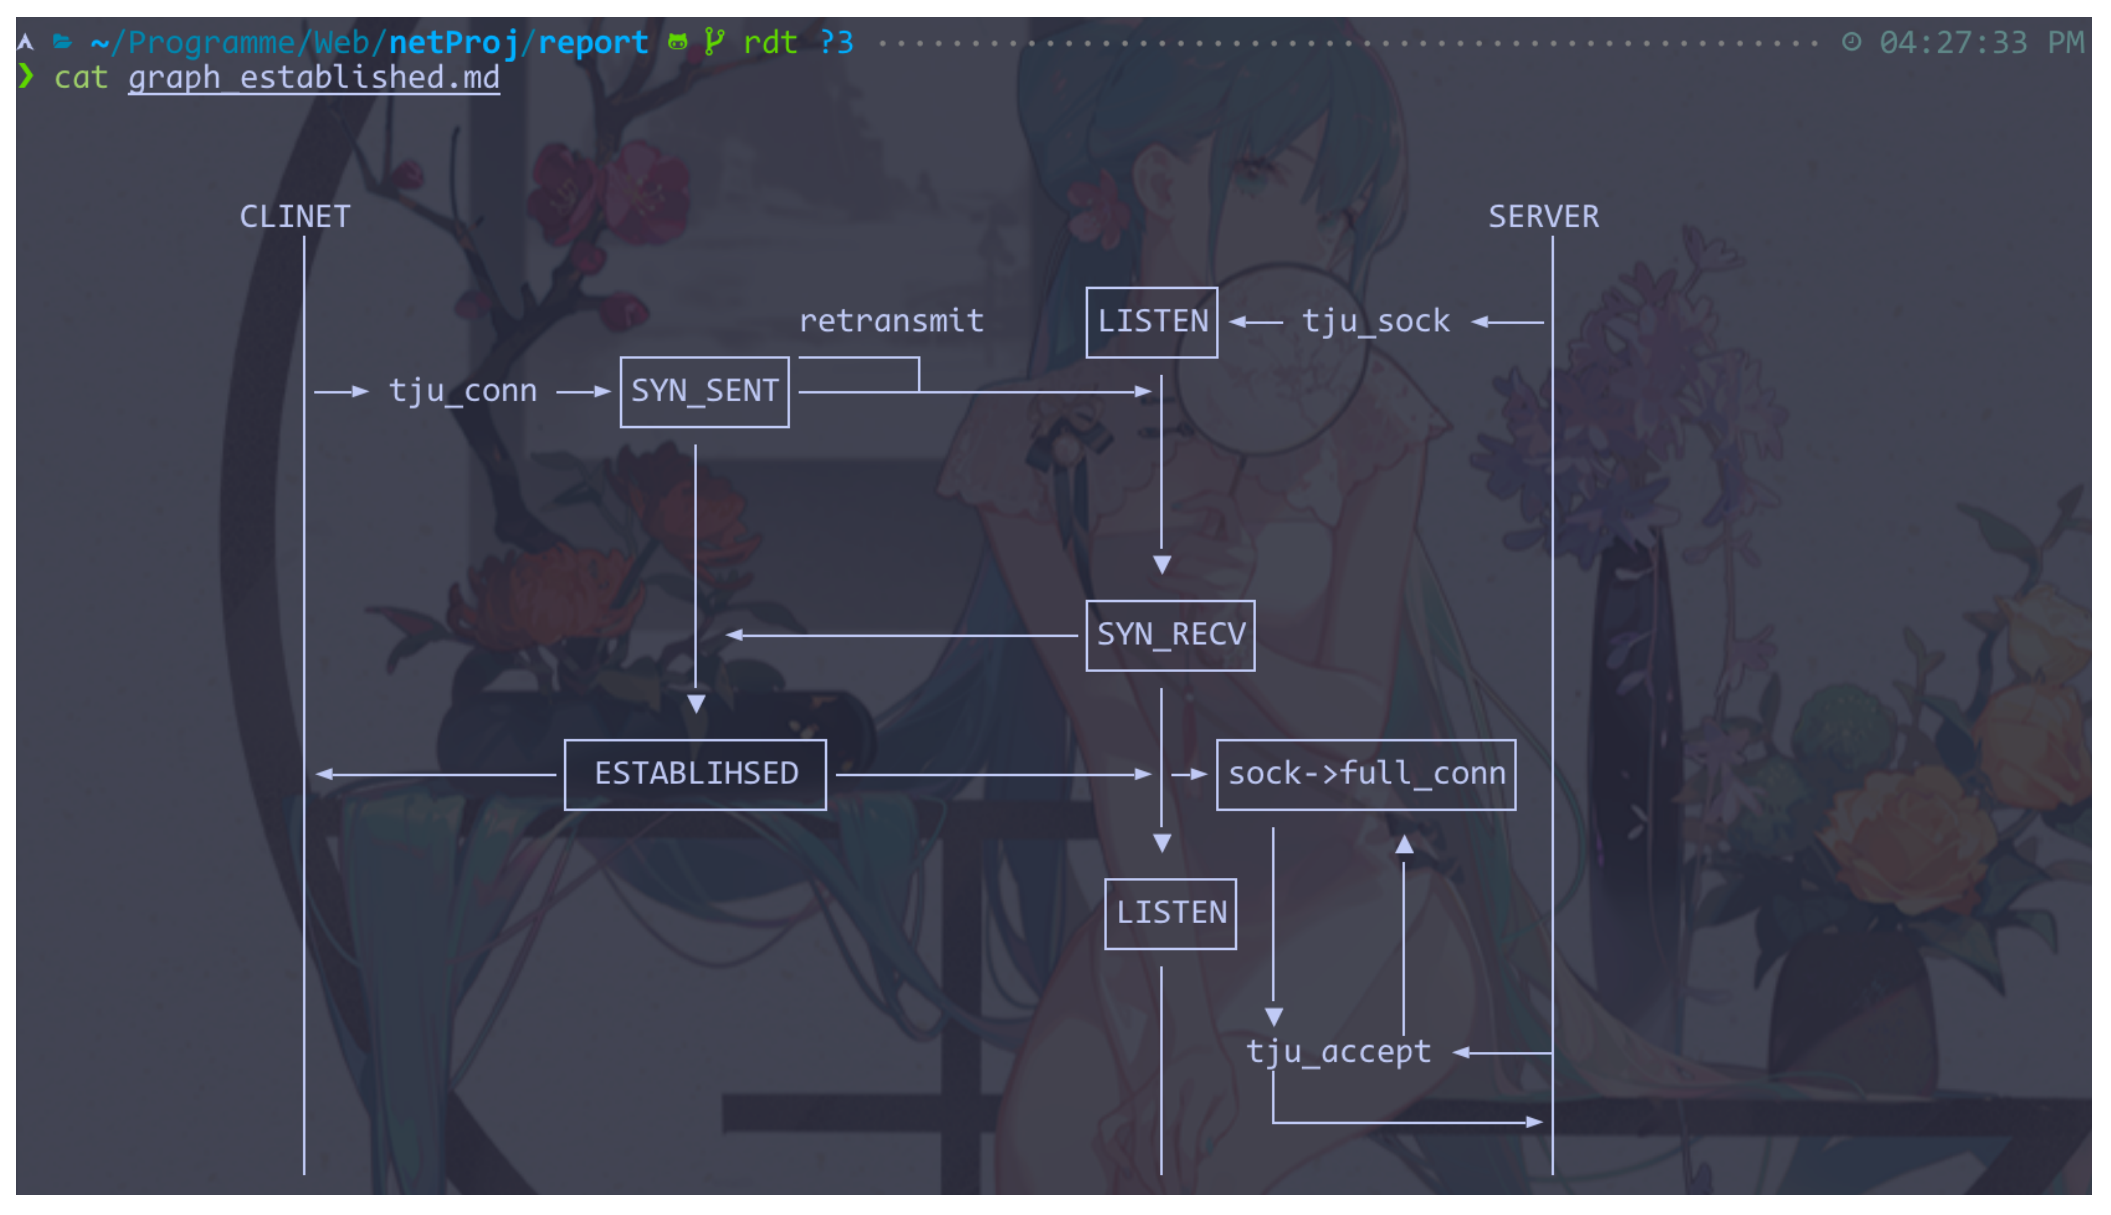 ~/Programme/Web/netProj/report rdt ?3 04:27:33 PM
❯ cat graph_established.md
CLINET SERVER
retransmit LISTEN tju_sock
tju_conn SYN_SENT
SYN_RECV
ESTABLIHSED sock->full_conn
LISTEN
tju_accept